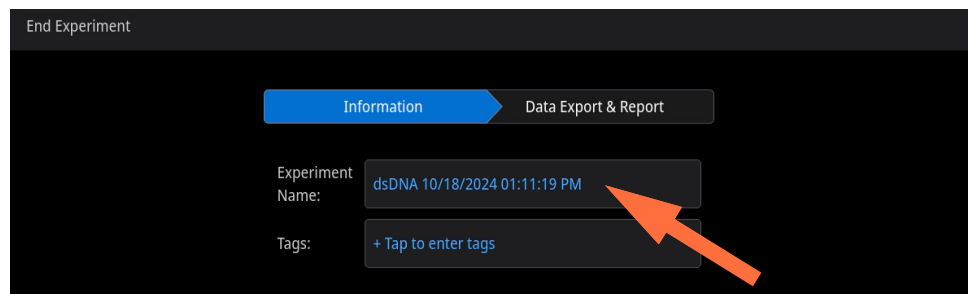 End Experiment
Information
Data Export & Report
Experiment
Name:
dsDNA 10/18/2024 01:11:19 PM
Tags:
+ Tap to enter tags